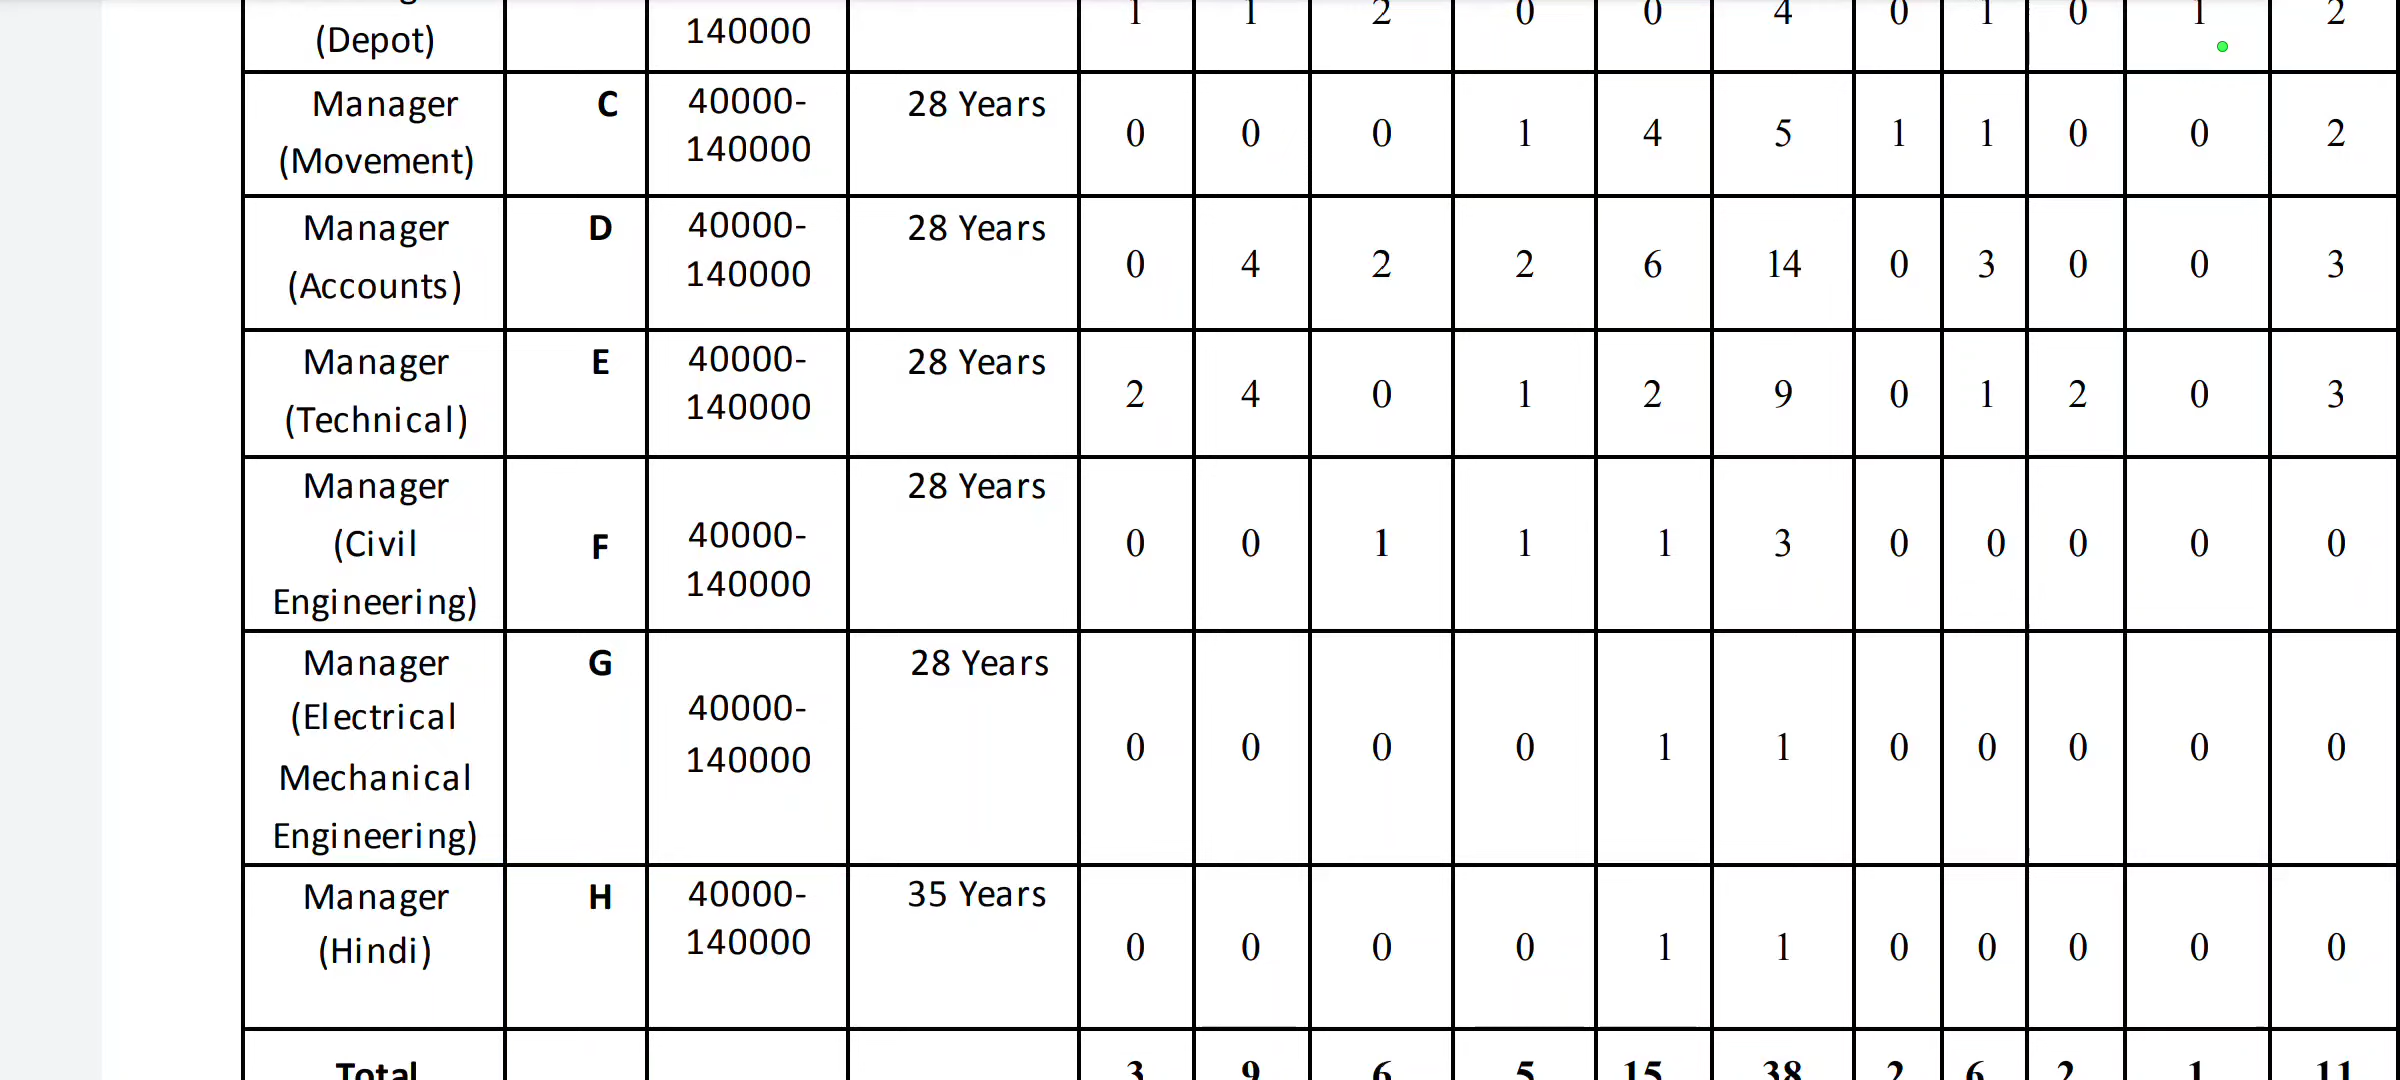 (Depot) 140000 1 1 2 0 0 4 0 1 0 1 2
Manager C 40000- 28 Years
(Movement) 140000 0 0 0 1 4 5 1 1 0 0 2
Manager D 40000- 28 Years
(Accounts) 140000 0 4 2 2 6 14 0 3 0 0 3
Manager E 40000- 28 Years
(Technical) 140000 2 4 0 1 2 9 0 1 2 0 3
Manager 28 Years
(Civil F 40000- 0 0 1 1 1 3 0 0 0 0 0
Engineering) 140000
Manager G 28 Years
(Electrical 40000-
Mechanical 140000 0 0 0 0 1 1 0 0 0 0 0
Engineering)
Manager H 40000- 35 Years
(Hindi) 140000 0 0 0 0 1 1 0 0 0 0 0
Total 3 9 6 5 15 38 2 6 2 1 11